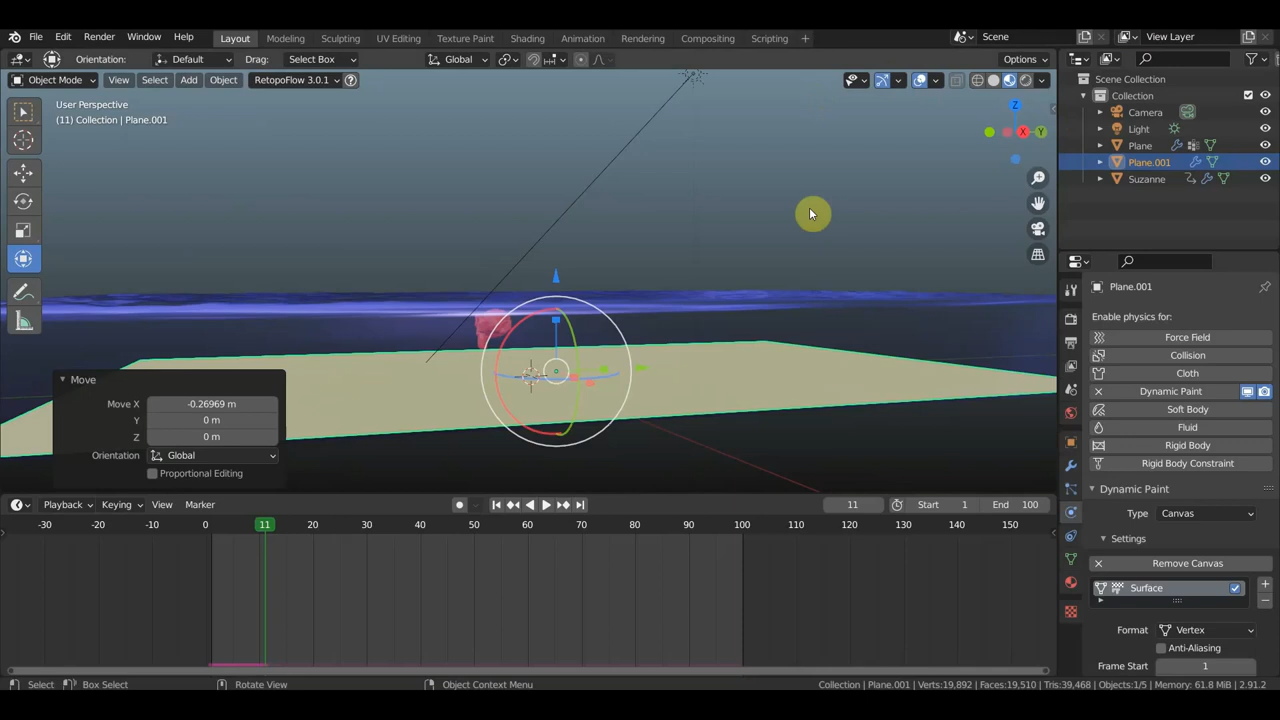 File Edit Render Window Help Layout Modeling Sculpting UV Editing Texture Paint Shading Animation Rendering Compositing Scripting + Scene View Layer
Orientation: Default Drag: Select Box Global Options
Object Mode View Select Add Object RetopoFlow 3.0.1
User Perspective
(11) Collection | Plane.001
Z
X
Y
Scene Collection
Collection
Camera
Light
Plane
Plane.001
Suzanne
Plane.001
Enable physics for:
Force Field
Collision
Cloth
Dynamic Paint
Soft Body
Fluid
Rigid Body
Rigid Body Constraint
Dynamic Paint
Type Canvas
Settings
Remove Canvas
Surface
Format Vertex
Anti-Aliasing
Frame Start 1
Move
Move X -0.26969 m
Y 0 m
Z 0 m
Orientation Global
Proportional Editing
Playback Keying View Marker 11 Start 1 End 100
-30 -20 -10 0 11 20 30 40 50 60 70 80 90 100 110 120 130 140 150
Select Box Select Rotate View Object Context Menu Collection | Plane.001 | Verts:19,892 | Faces:19,510 | Tris:39,468 | Objects:1/5 | Memory: 61.8 MiB | 2.91.2